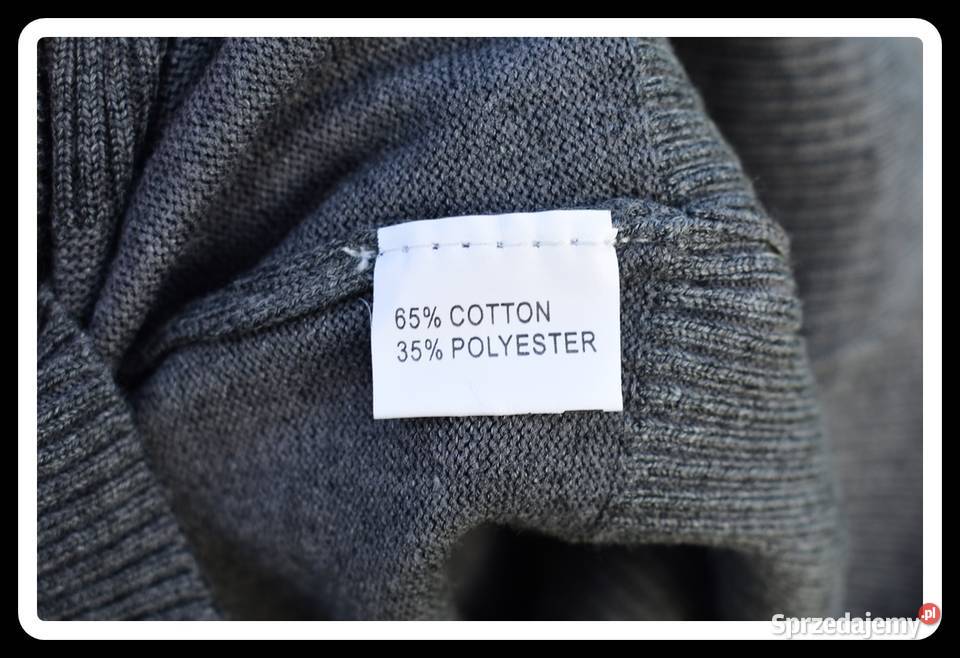 65% COTTON
35% POLYESTER
Sprzedajemy.pl